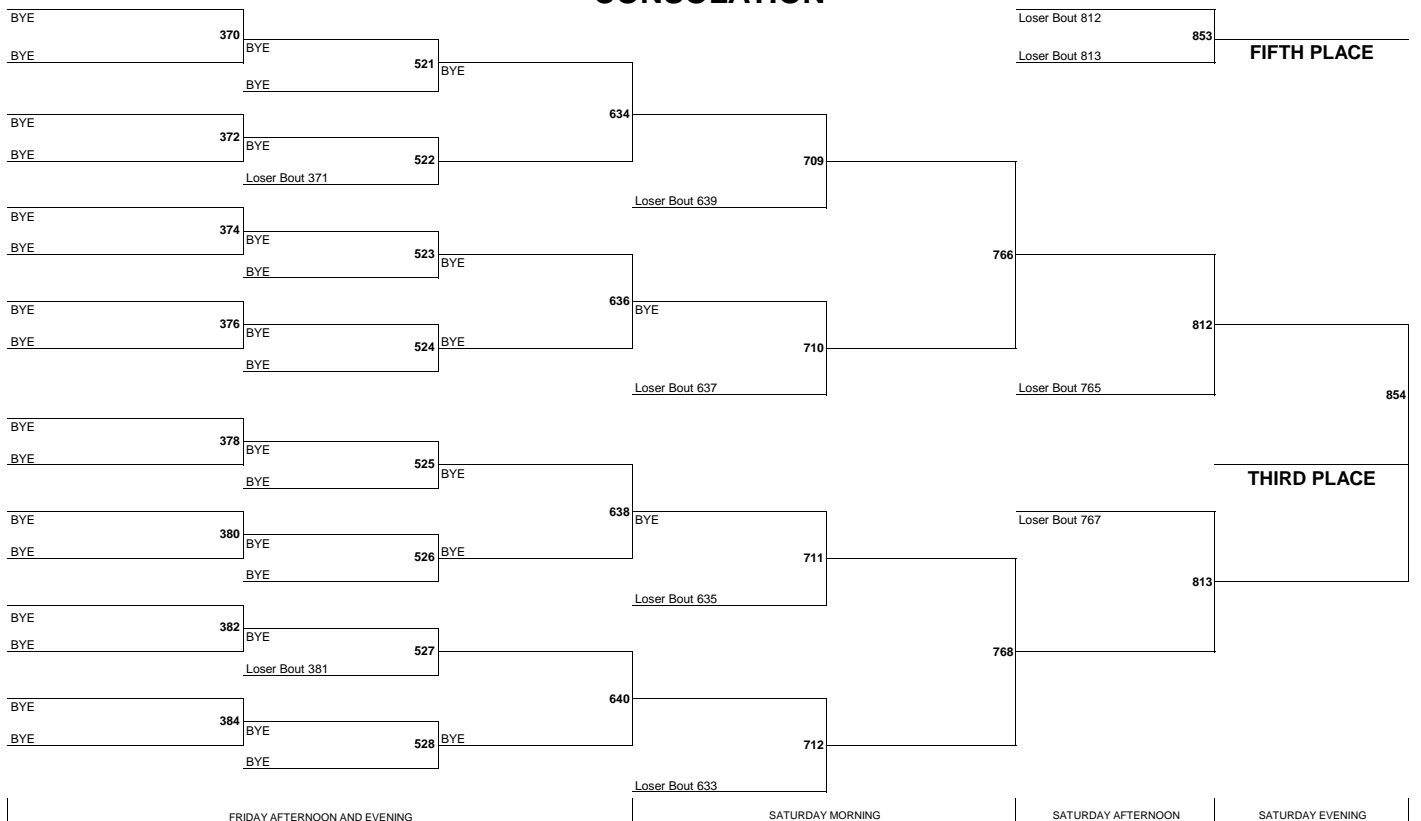 BYE
370
BYE
BYE
521
BYE
BYE
BYE
372
BYE
BYE
522
Loser Bout 371
634
709
Loser Bout 639
BYE
374
BYE
BYE
523
BYE
BYE
BYE
376
BYE
BYE
524
BYE
BYE
636
BYE
710
Loser Bout 637
766
BYE
378
BYE
BYE
525
BYE
BYE
BYE
380
BYE
BYE
526
BYE
BYE
638
BYE
711
Loser Bout 635
BYE
382
BYE
BYE
527
Loser Bout 381
BYE
384
BYE
BYE
528
BYE
BYE
640
712
Loser Bout 633
768
Loser Bout 812
853
Loser Bout 813
FIFTH PLACE
812
Loser Bout 765
854
THIRD PLACE
Loser Bout 767
813
FRIDAY AFTERNOON AND EVENING
SATURDAY MORNING
SATURDAY AFTERNOON
SATURDAY EVENING